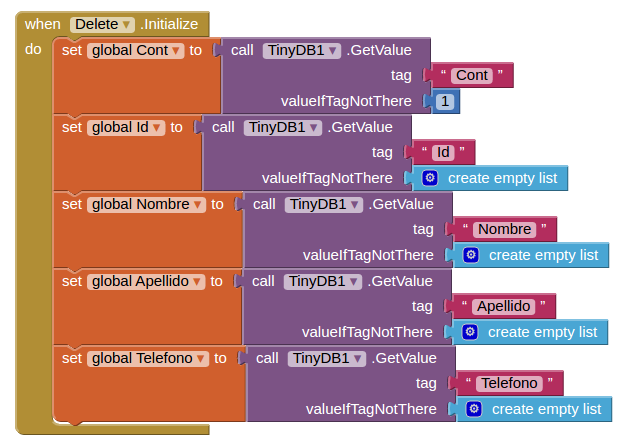 when Delete .Initialize
do set global Cont to call TinyDB1 .GetValue
tag “ Cont ”
valueIfTagNotThere 1
set global Id to call TinyDB1 .GetValue
tag “ Id ”
valueIfTagNotThere create empty list
set global Nombre to call TinyDB1 .GetValue
tag “ Nombre ”
valueIfTagNotThere create empty list
set global Apellido to call TinyDB1 .GetValue
tag “ Apellido ”
valueIfTagNotThere create empty list
set global Telefono to call TinyDB1 .GetValue
tag “ Telefono ”
valueIfTagNotThere create empty list